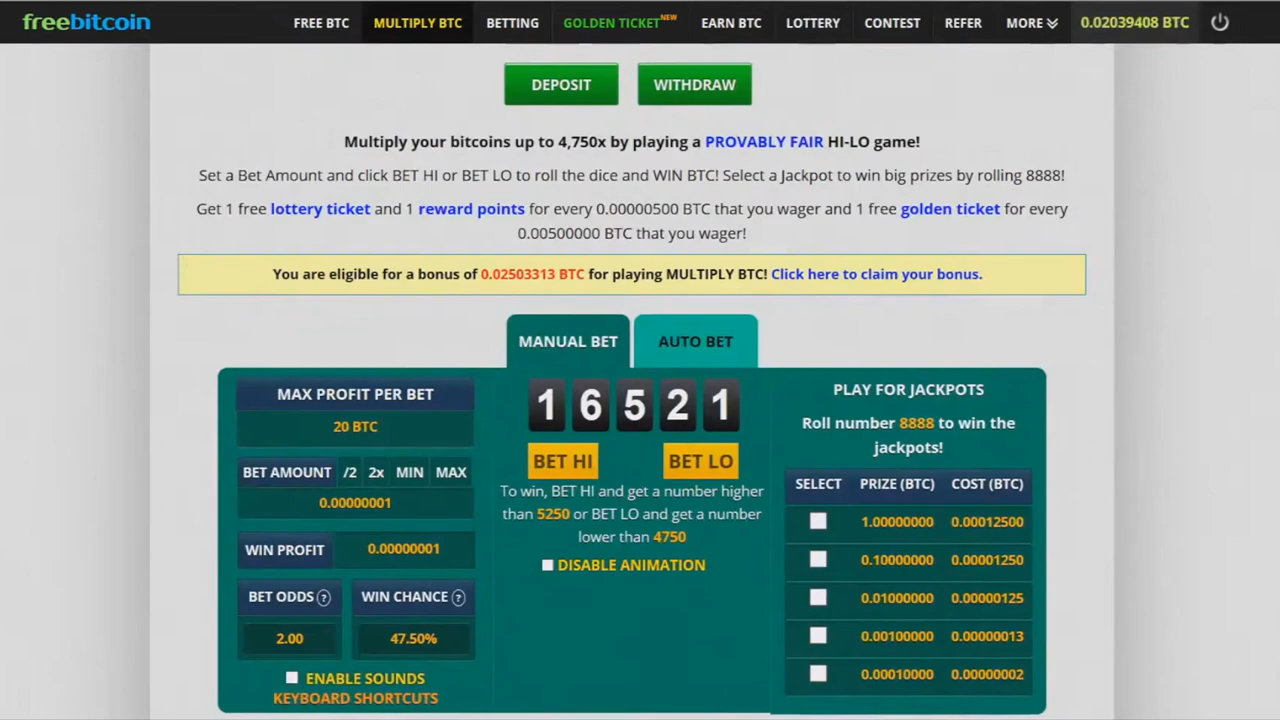 freebitcoin FREE BTC MULTIPLY BTC BETTING GOLDEN TICKET NEW EARN BTC LOTTERY CONTEST REFER MORE 0.02039408 BTC
DEPOSIT WITHDRAW
Multiply your bitcoins up to 4,750x by playing a PROVABLY FAIR HI-LO game!
Set a Bet Amount and click BET HI or BET LO to roll the dice and WIN BTC! Select a Jackpot to win big prizes by rolling 8888!
Get 1 free lottery ticket and 1 reward points for every 0.00000500 BTC that you wager and 1 free golden ticket for every
0.00500000 BTC that you wager!
You are eligible for a bonus of 0.02503313 BTC for playing MULTIPLY BTC! Click here to claim your bonus.
MANUAL BET AUTO BET
MAX PROFIT PER BET
20 BTC
BET AMOUNT /2 2x MIN MAX
0.00000001
WIN PROFIT 0.00000001
BET ODDS ? WIN CHANCE ?
2.00 47.50%
ENABLE SOUNDS
KEYBOARD SHORTCUTS
1 6 5 2 1
BET HI BET LO
To win, BET HI and get a number higher
than 5250 or BET LO and get a number
lower than 4750
DISABLE ANIMATION
PLAY FOR JACKPOTS
Roll number 8888 to win the
jackpots!
SELECT PRIZE (BTC) COST (BTC)
1.00000000 0.00012500
0.10000000 0.00001250
0.01000000 0.00000125
0.00100000 0.00000013
0.00010000 0.00000002